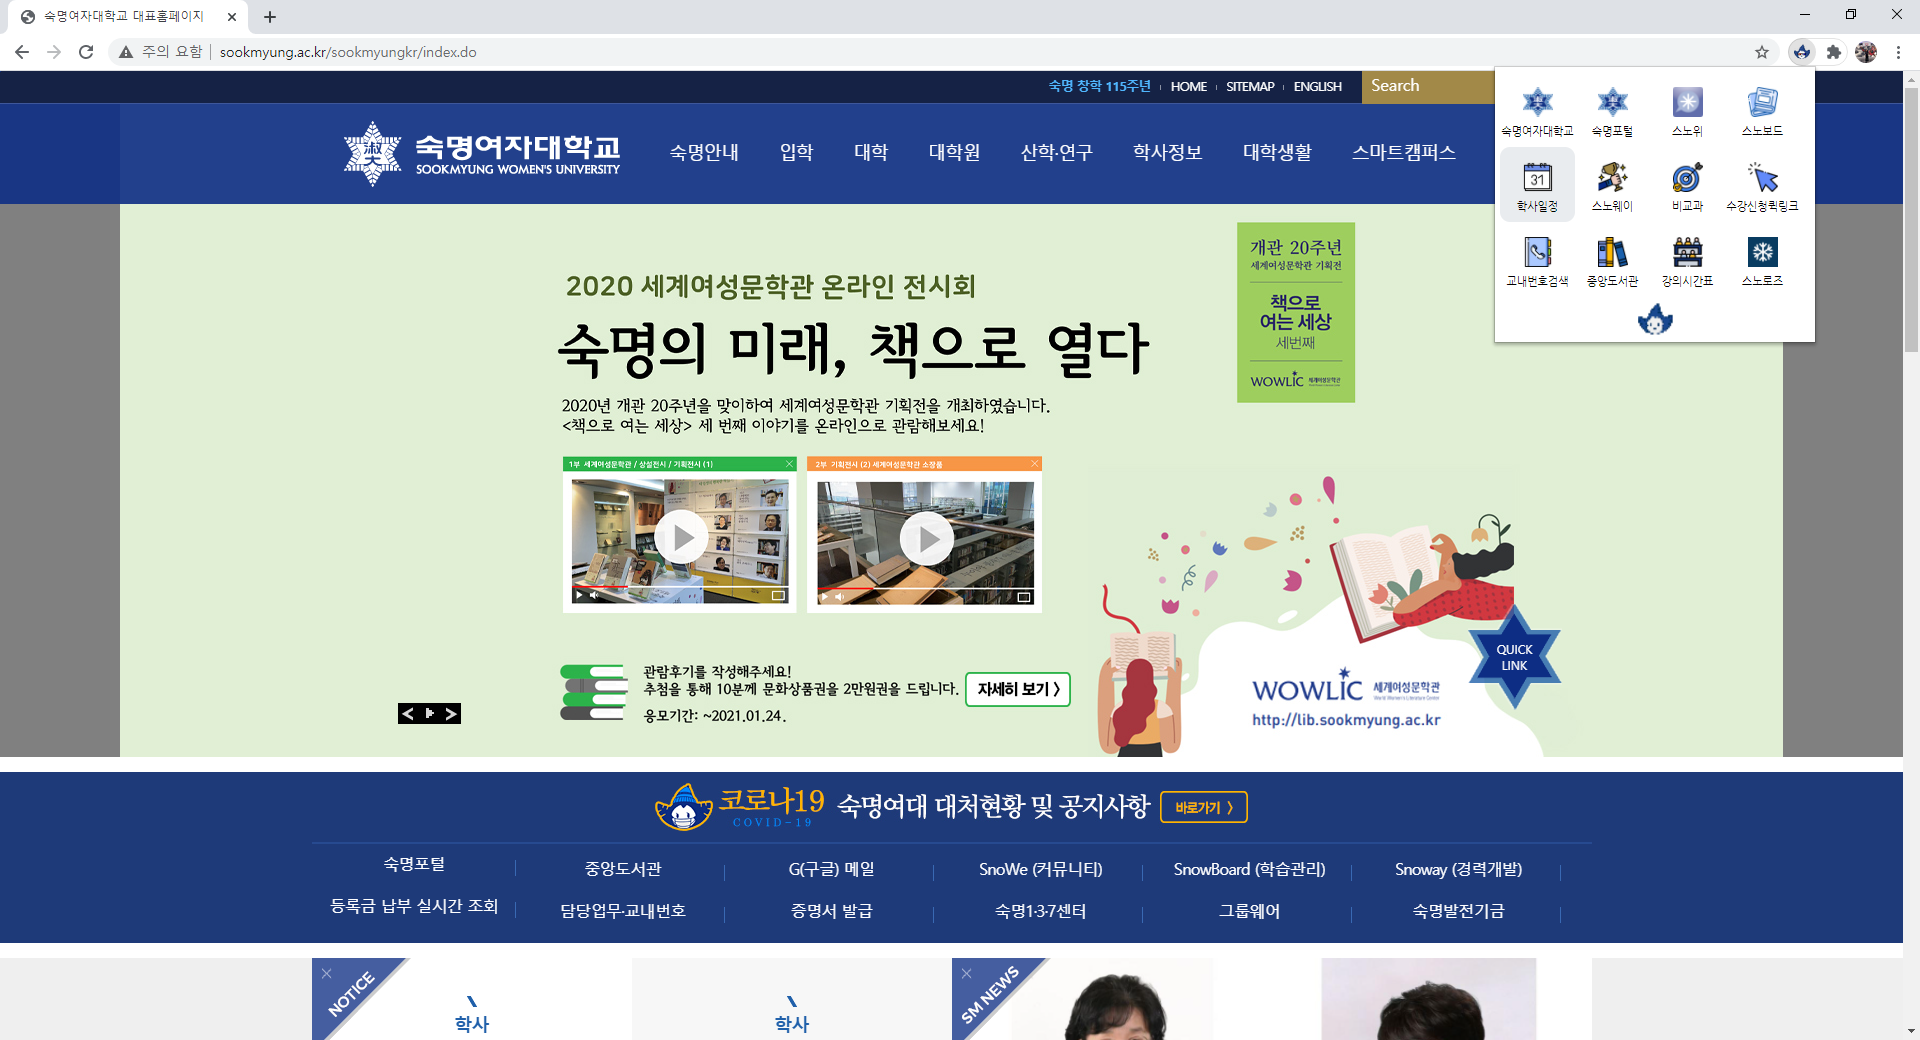 숙명여자대학교 대표홈페이지
주의 요함
sookmyung.ac.kr/sookmyungkr/index.do
숙명 창학 115주년
HOME
SITEMAP
ENGLISH
Search
淑大
숙명여자대학교
SOOKMYUNG WOMEN'S UNIVERSITY
숙명안내
입학
대학
대학원
산학·연구
학사정보
대학생활
스마트캠퍼스
숙명여자대학교
숙명포털
스노위
스노보드
31
학사일정
스노웨이
비교과
수강신청퀵링크
교내번호검색
중앙도서관
강의시간표
스노로즈
2020 세계여성문학관 온라인 전시회
숙명의 미래, 책으로 열다
2020년 개관 20주년을 맞이하여 세계여성문학관 기획전을 개최하였습니다.
<책으로 여는 세상> 세 번째 이야기를 온라인으로 관람해보세요!
개관 20주년
세계여성문학관 기획전
책으로
여는 세상
세번째
WOWLIC 세계여성문학관
1부 세계여성문학관 / 상설전시 / 기획전시 (1)
2부 기획전시 (2) 세계여성문학관 소장품
관람후기를 작성해주세요!
추첨을 통해 10분께 문화상품권을 2만원권을 드립니다.
응모기간: ~2021.01.24.
자세히 보기 >
WOWLIC 세계여성문학관
World Women's Literature Center
http://lib.sookmyung.ac.kr
QUICK
LINK
코로나19
COVID-19
숙명여대 대처현황 및 공지사항
바로가기 >
숙명포털
중앙도서관
G(구글) 메일
SnoWe (커뮤니티)
SnowBoard (학습관리)
Snoway (경력개발)
등록금 납부 실시간 조회
담당업무·교내번호
증명서 발급
숙명1·3·7센터
그룹웨어
숙명발전기금
NOTICE
학사
학사
SM NEWS